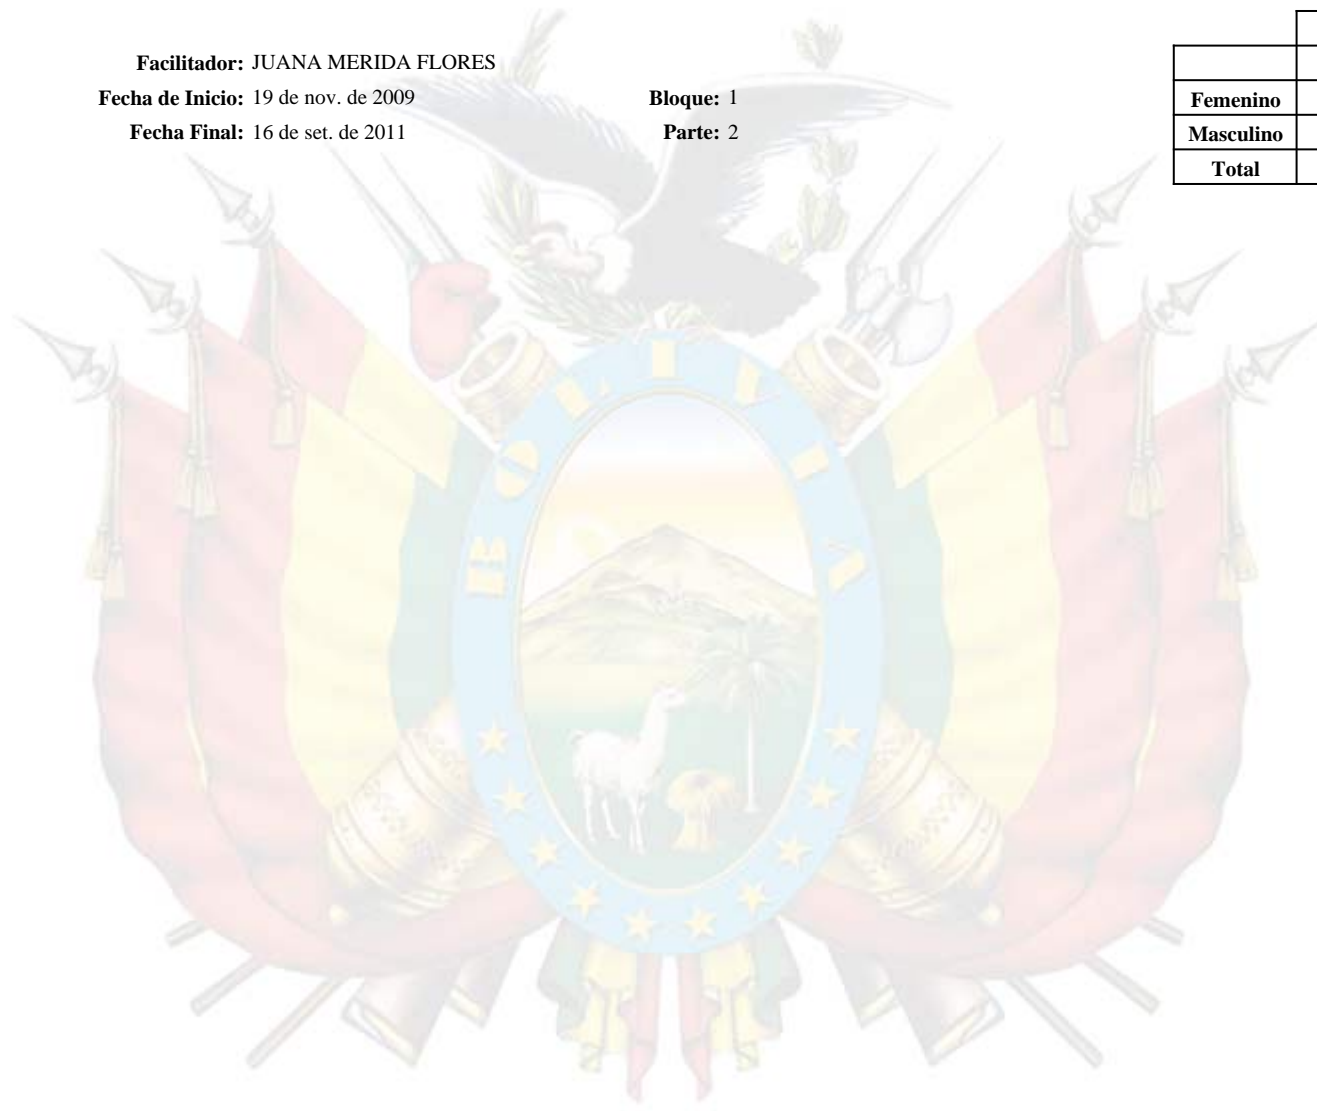 Facilitador: JUANA MERIDA FLORES
Fecha de Inicio: 19 de nov. de 2009 Bloque: 1
Fecha Final: 16 de set. de 2011 Parte: 2
Femenino
Masculino
Total
BOLIVIA